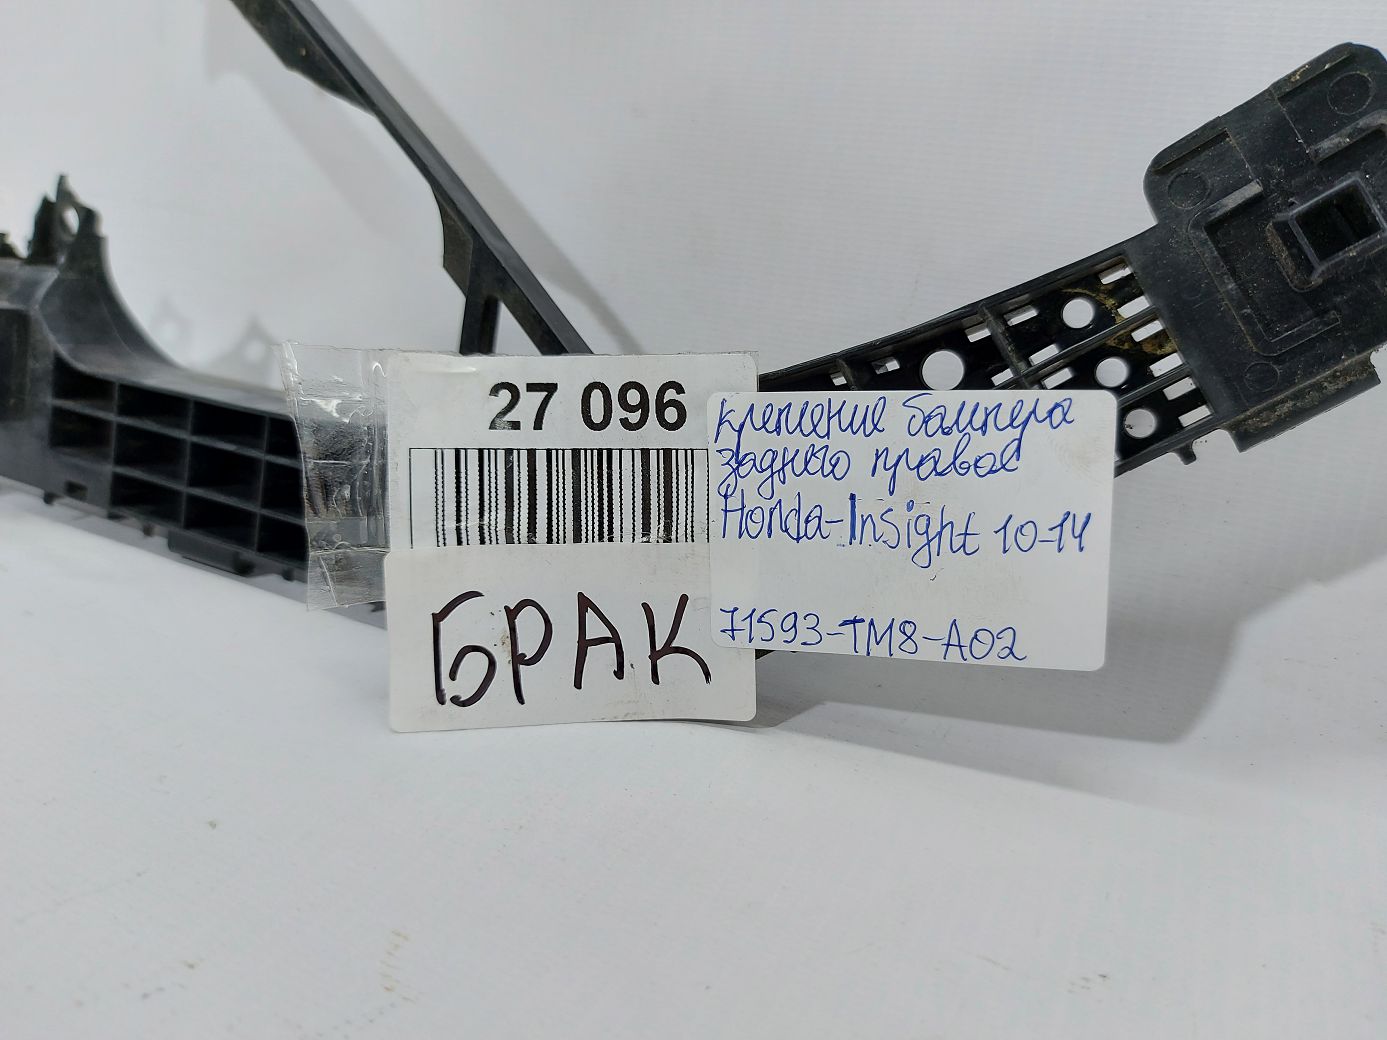 27 096
БРАК
крепление бампера
заднего правое
Honda-Insight 10-14
71593-TM8-A02